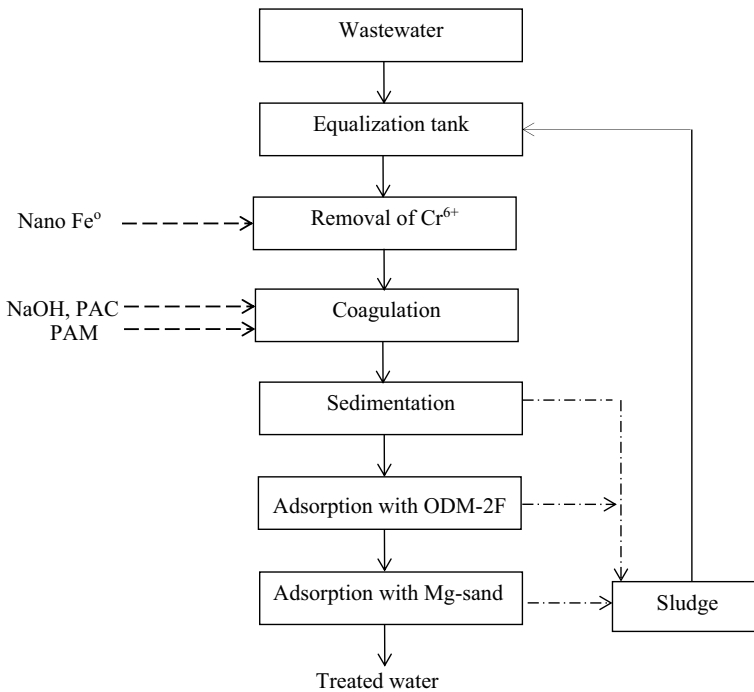 Wastewater
Equalization tank
Nano Fe⁰
Removal of Cr⁶⁺
NaOH, PAC
PAM
Coagulation
Sedimentation
Adsorption with ODM-2F
Adsorption with Mg-sand
Sludge
Treated water